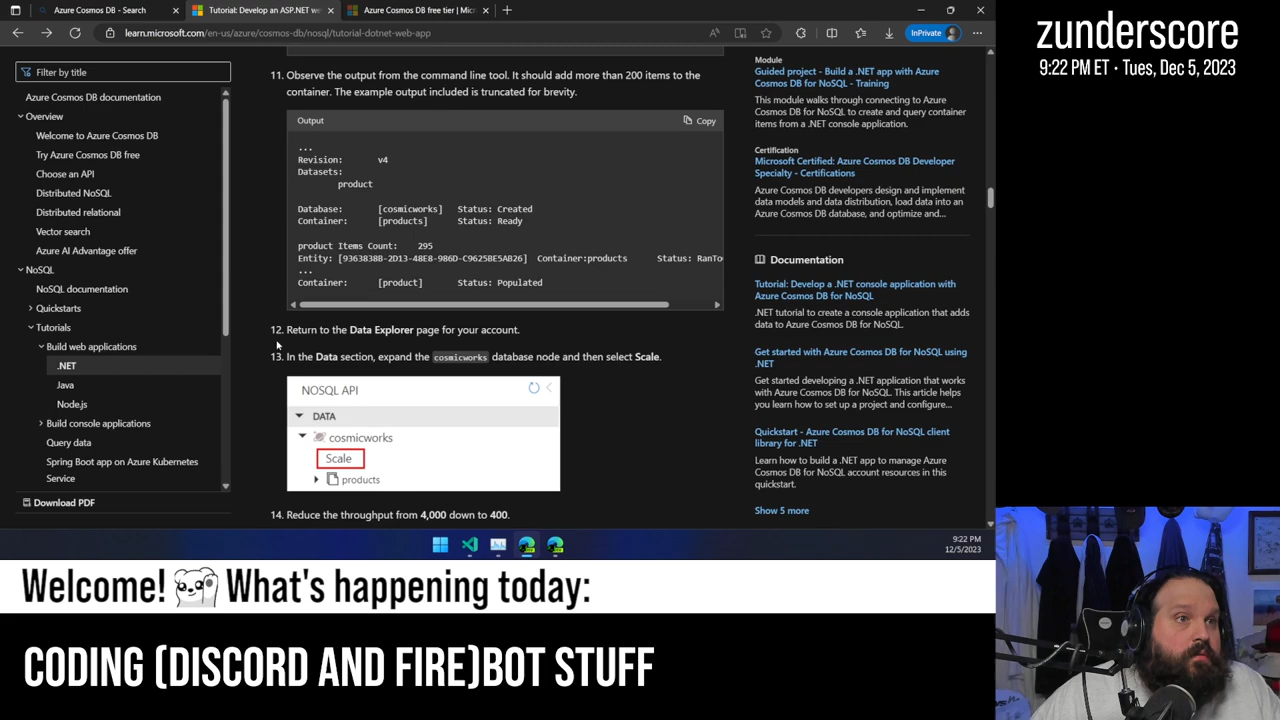 Azure Cosmos DB - Search
Tutorial: Develop an ASP.NET we
Azure Cosmos DB free tier | Mic
learn.microsoft.com/en-us/azure/cosmos-db/nosql/tutorial-dotnet-web-app
InPrivate
zunderscore
9:22 PM ET · Tues, Dec 5, 2023
Filter by title
Azure Cosmos DB documentation
Overview
Welcome to Azure Cosmos DB
Try Azure Cosmos DB free
Choose an API
Distributed NoSQL
Distributed relational
Vector search
Azure AI Advantage offer
NoSQL
NoSQL documentation
Quickstarts
Tutorials
Build web applications
.NET
Java
Node.js
Build console applications
Query data
Spring Boot app on Azure Kubernetes
Service
Download PDF
11. Observe the output from the command line tool. It should add more than 200 items to the
container. The example output included is truncated for brevity.
Output
Copy
...
Revision: v4
Datasets:
product
Database: [cosmicworks] Status: Created
Container: [products] Status: Ready
product Items Count: 295
Entity: [9363838B-2D13-48E8-986D-C9625BE5AB26] Container:products Status: RanTo
...
Container: [product] Status: Populated
12. Return to the Data Explorer page for your account.
13. In the Data section, expand the cosmicworks database node and then select Scale.
NOSQL API
DATA
cosmicworks
Scale
products
14. Reduce the throughput from 4,000 down to 400.
Module
Guided project - Build a .NET app with Azure
Cosmos DB for NoSQL - Training
This module walks through connecting to Azure
Cosmos DB for NoSQL to create and query container
items from a .NET console application.
Certification
Microsoft Certified: Azure Cosmos DB Developer
Specialty - Certifications
Azure Cosmos DB developers design and implement
data models and data distribution, load data into an
Azure Cosmos DB database, and optimize and...
Documentation
Tutorial: Develop a .NET console application with
Azure Cosmos DB for NoSQL
.NET tutorial to create a console application that adds
data to Azure Cosmos DB for NoSQL.
Get started with Azure Cosmos DB for NoSQL using
.NET
Get started developing a .NET application that works
with Azure Cosmos DB for NoSQL. This article helps
you learn how to set up a project and configure...
Quickstart - Azure Cosmos DB for NoSQL client
library for .NET
Learn how to build a .NET app to manage Azure
Cosmos DB for NoSQL account resources in this
quickstart.
Show 5 more
9:22 PM
12/5/2023
Welcome! What's happening today:
CODING (DISCORD AND FIRE)BOT STUFF